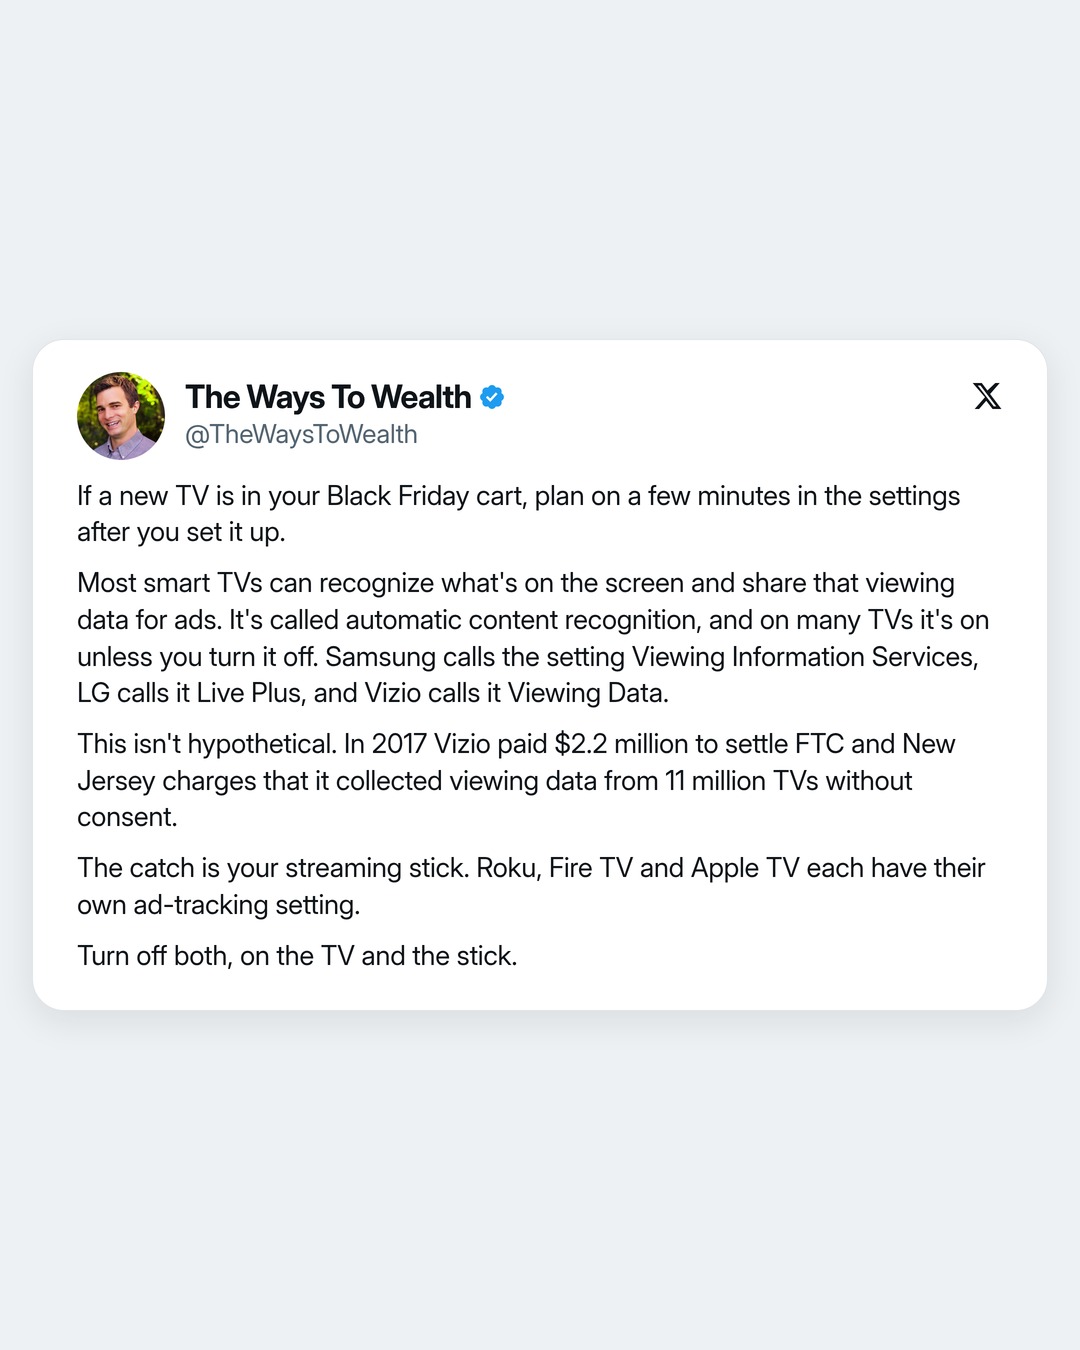 The Ways To Wealth
@TheWaysToWealth
If a new TV is in your Black Friday cart, plan on a few minutes in the settings
after you set it up.
Most smart TVs can recognize what's on the screen and share that viewing
data for ads. It's called automatic content recognition, and on many TVs it's on
unless you turn it off. Samsung calls the setting Viewing Information Services,
LG calls it Live Plus, and Vizio calls it Viewing Data.
This isn't hypothetical. In 2017 Vizio paid $2.2 million to settle FTC and New
Jersey charges that it collected viewing data from 11 million TVs without
consent.
The catch is your streaming stick. Roku, Fire TV and Apple TV each have their
own ad-tracking setting.
Turn off both, on the TV and the stick.